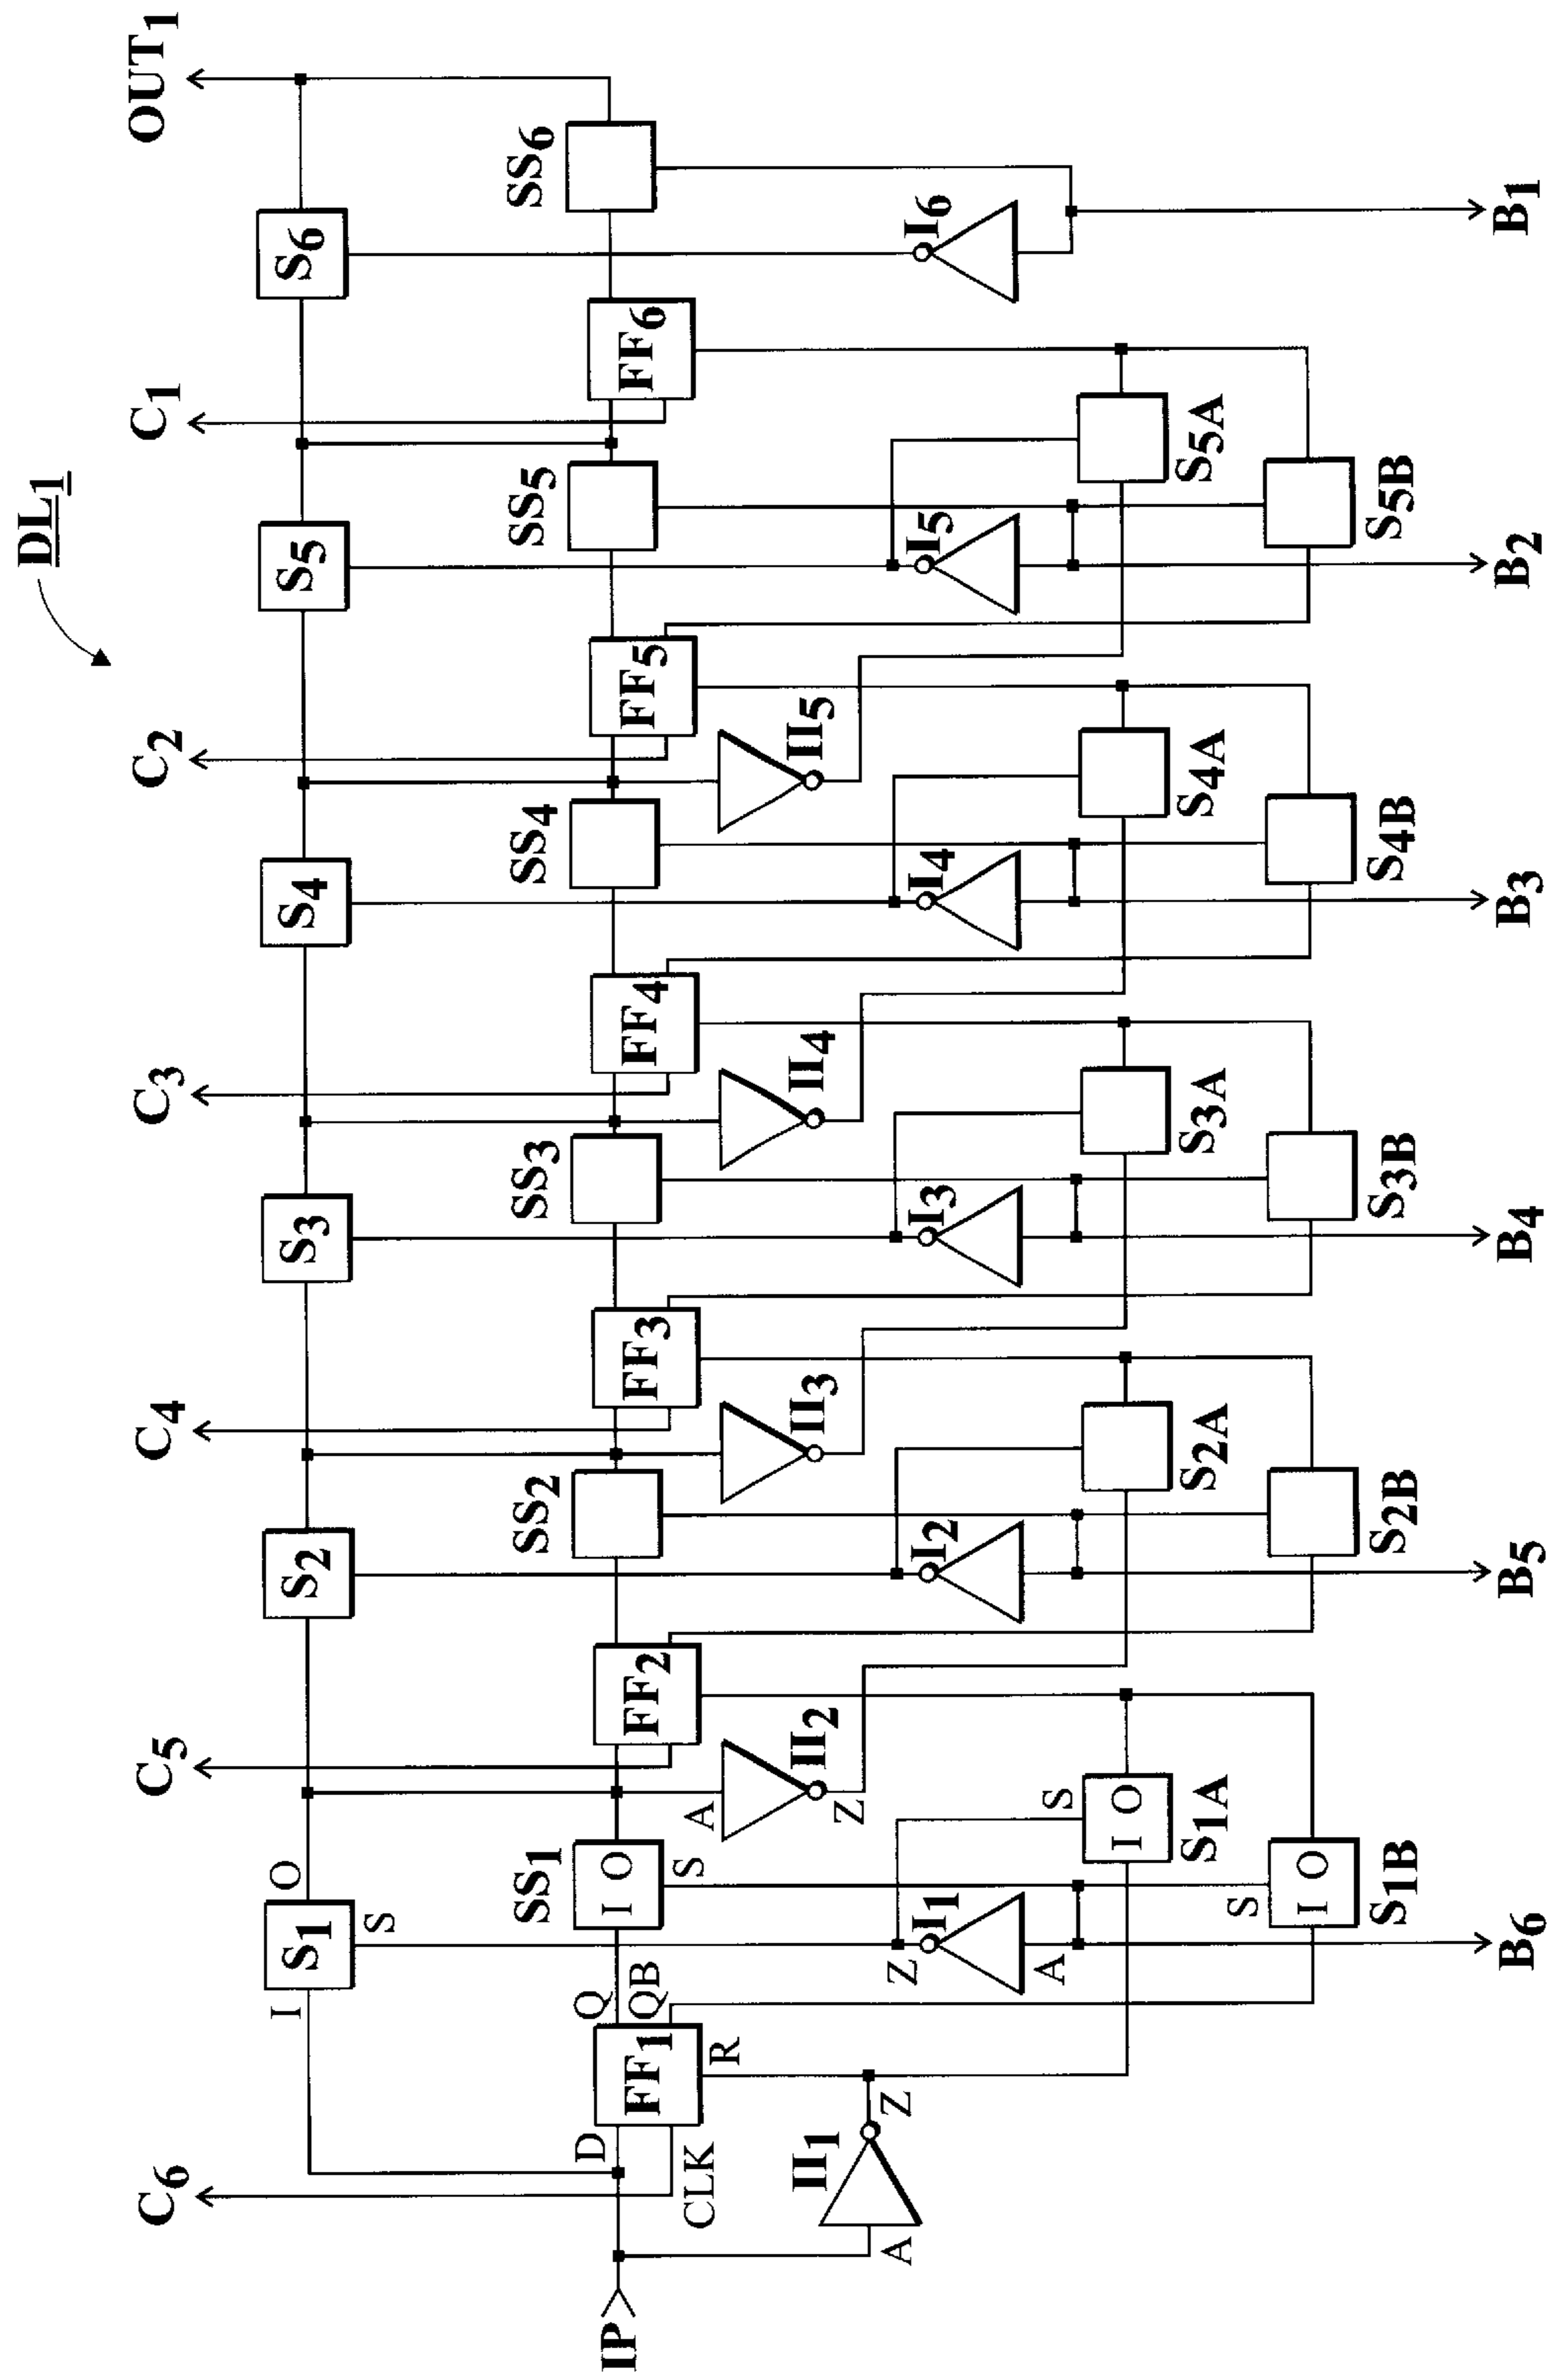 DL1
C6
C5
C4
C3
C2
C1
OUT1
I
S1
O
S
S2
S3
S4
S5
S6
IP
D
CLK
FF1
Q
QB
R
SS1
I O
S
FF2
SS2
FF3
SS3
FF4
SS4
FF5
SS5
FF6
SS6
A
II1
Z
A
II2
Z
II3
II4
II5
Z
I1
A
I2
I3
I4
I5
I6
S
I O
S1A
S2A
S3A
S4A
S5A
S
I O
S1B
S2B
S3B
S4B
S5B
B6
B5
B4
B3
B2
B1